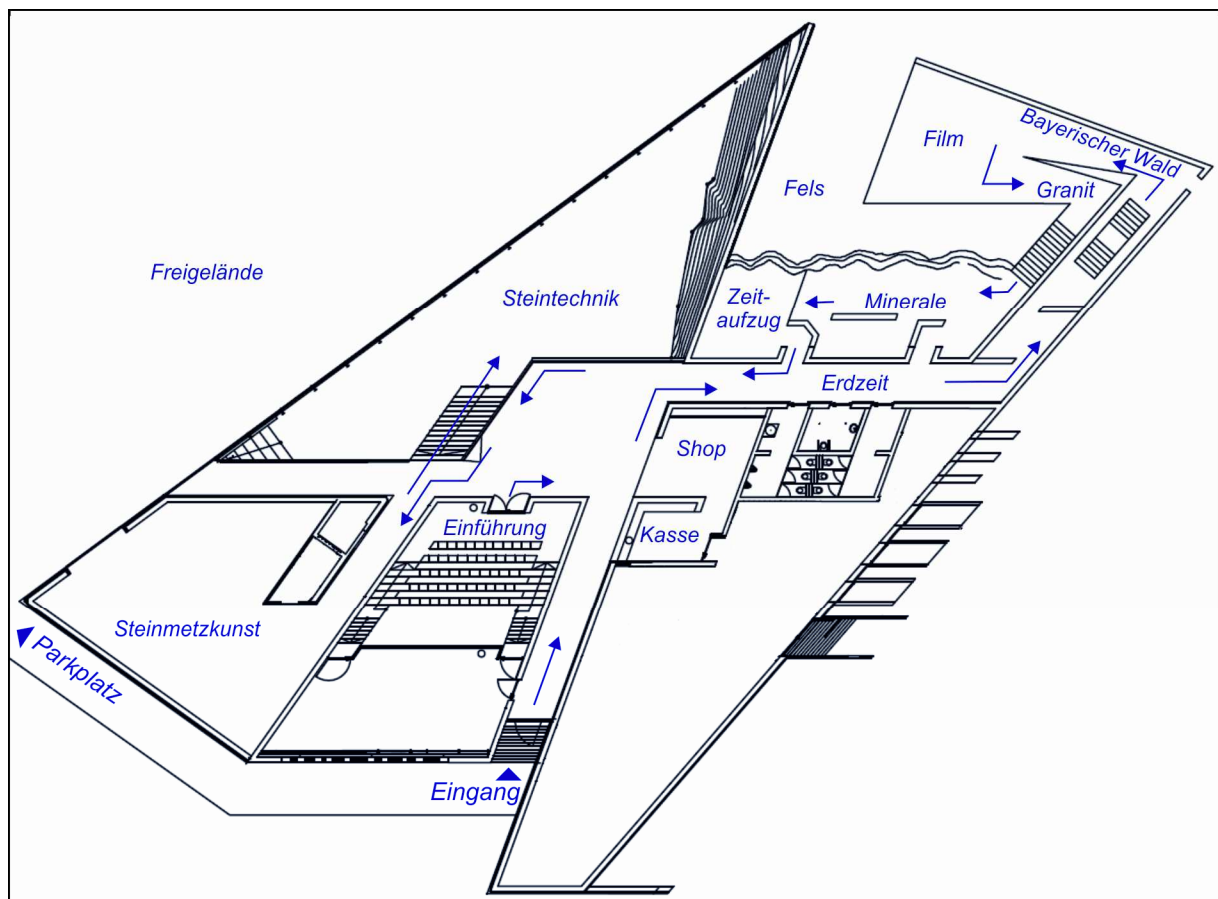 Bayerischer Wald
Film
Granit
Fels
Freigelände
Steintechnik
Zeit-
aufzug
Minerale
Erdzeit
Shop
Einführung
Kasse
Steinmetzkunst
Parkplatz
Eingang